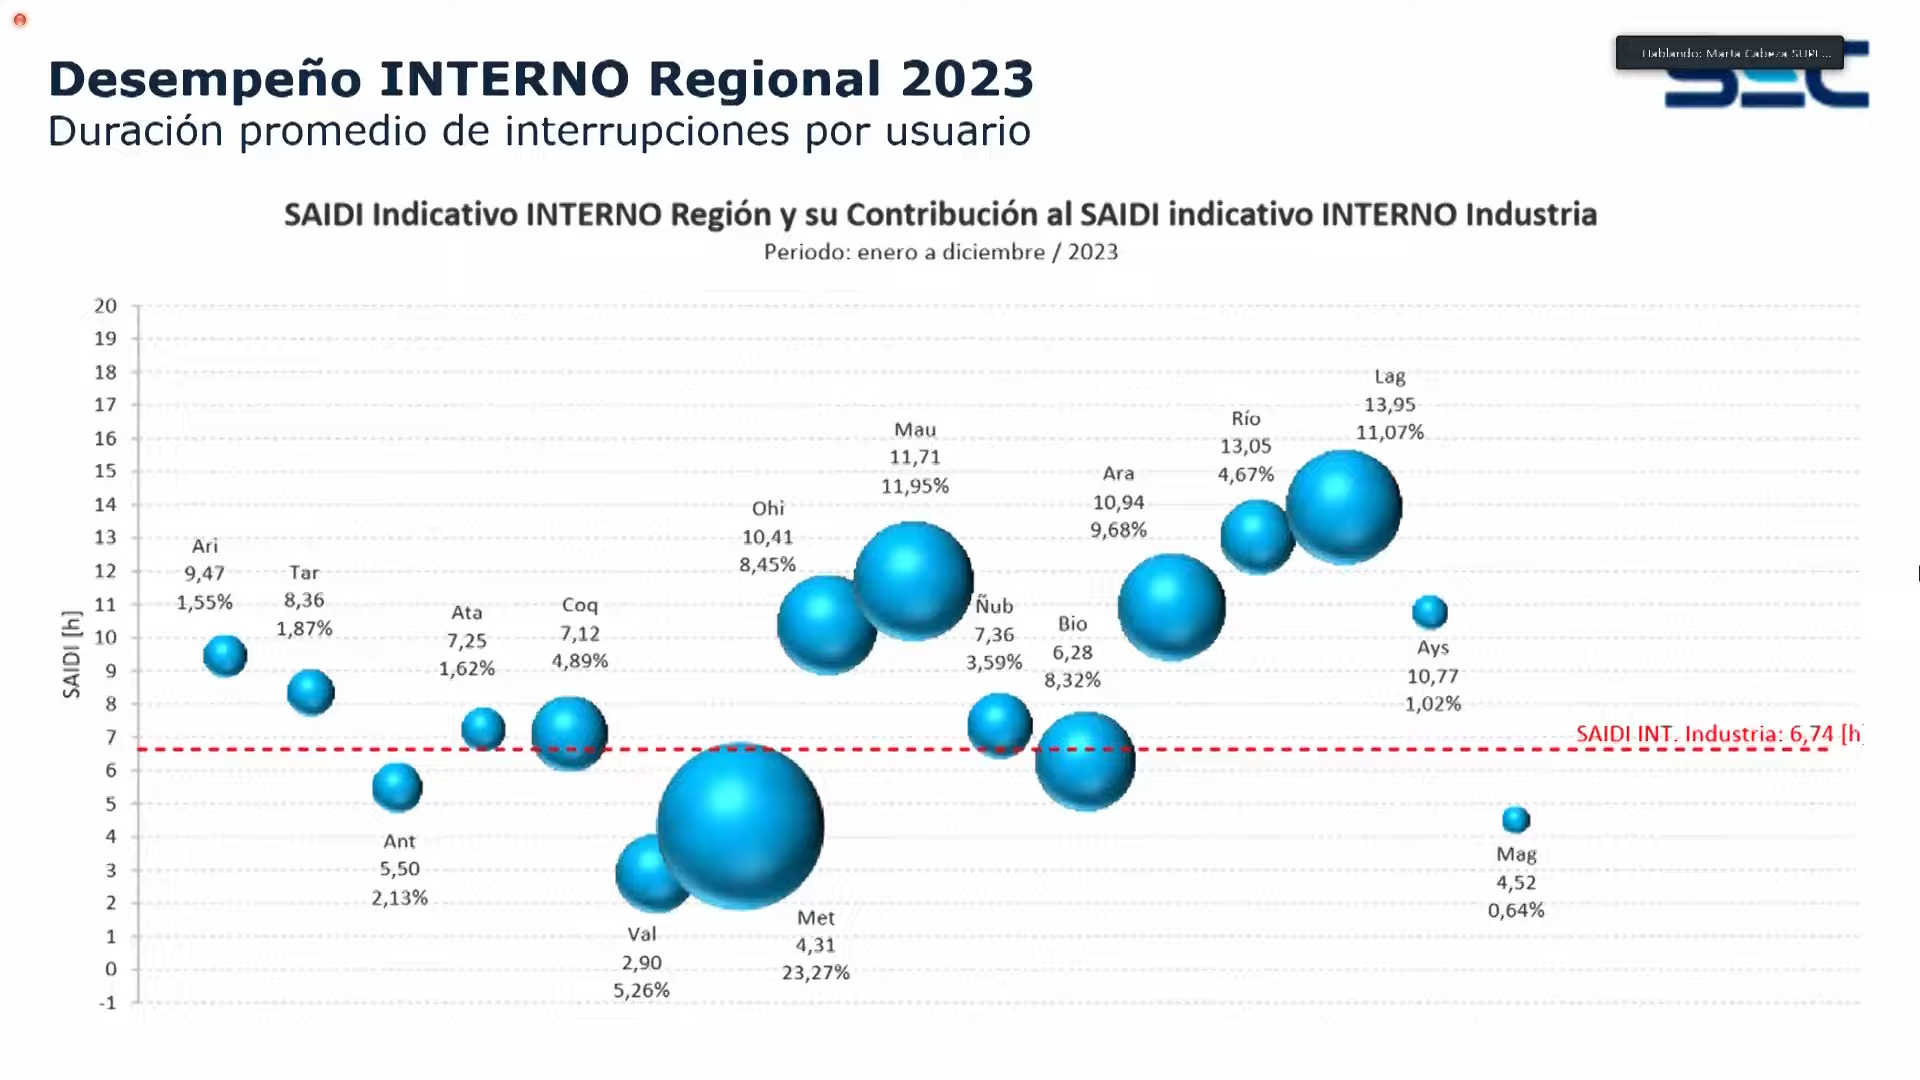 Hablando: Marta Cabeza SUPE...
SEC
Desempeño INTERNO Regional 2023
Duración promedio de interrupciones por usuario
SAIDI Indicativo INTERNO Región y su Contribución al SAIDI indicativo INTERNO Industria
Periodo: enero a diciembre / 2023
SAIDI [h]
20
19
18
17
16
15
14
13
12
11
10
9
8
7
6
5
4
3
2
1
0
-1
Ari
9,47
1,55%
Tar
8,36
1,87%
Ant
5,50
2,13%
Ata
7,25
1,62%
Coq
7,12
4,89%
Val
2,90
5,26%
Met
4,31
23,27%
Ohi
10,41
8,45%
Mau
11,71
11,95%
Ñub
7,36
3,59%
Bio
6,28
8,32%
Ara
10,94
9,68%
Río
13,05
4,67%
Lag
13,95
11,07%
Ays
10,77
1,02%
Mag
4,52
0,64%
SAIDI INT. Industria: 6,74 [h